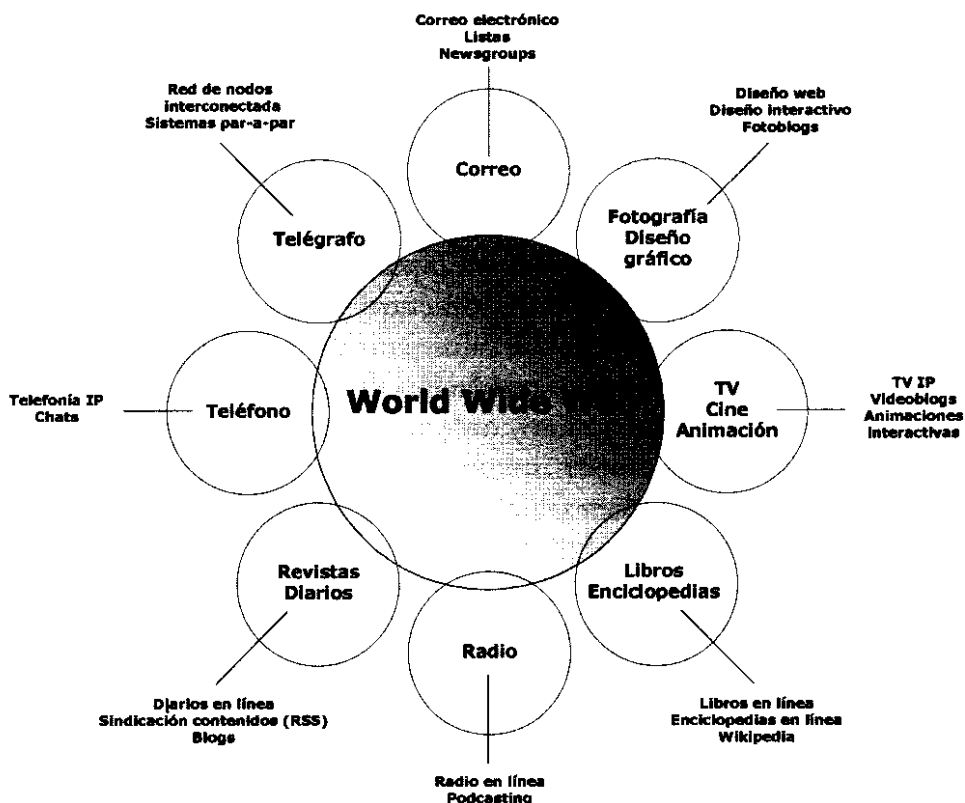 Correo electrónico
Listas
Newsgroups
Red de nodos
interconectada
Sistemas par-a-par
Diseño web
Diseño interactivo
Fotoblogs
Correo
Telégrafo
Fotografía
Diseño
gráfico
Telefonía IP
Chats
Teléfono
World Wide
TV
Cine
Animación
TV IP
Videoblogs
Animaciones
interactivas
Revistas
Diarios
Libros
Enciclopedias
Radio
Diarios en línea
Sindicación contenidos (RSS)
Blogs
Libros en línea
Enciclopedias en línea
Wikipedia
Radio en línea
Podcasting